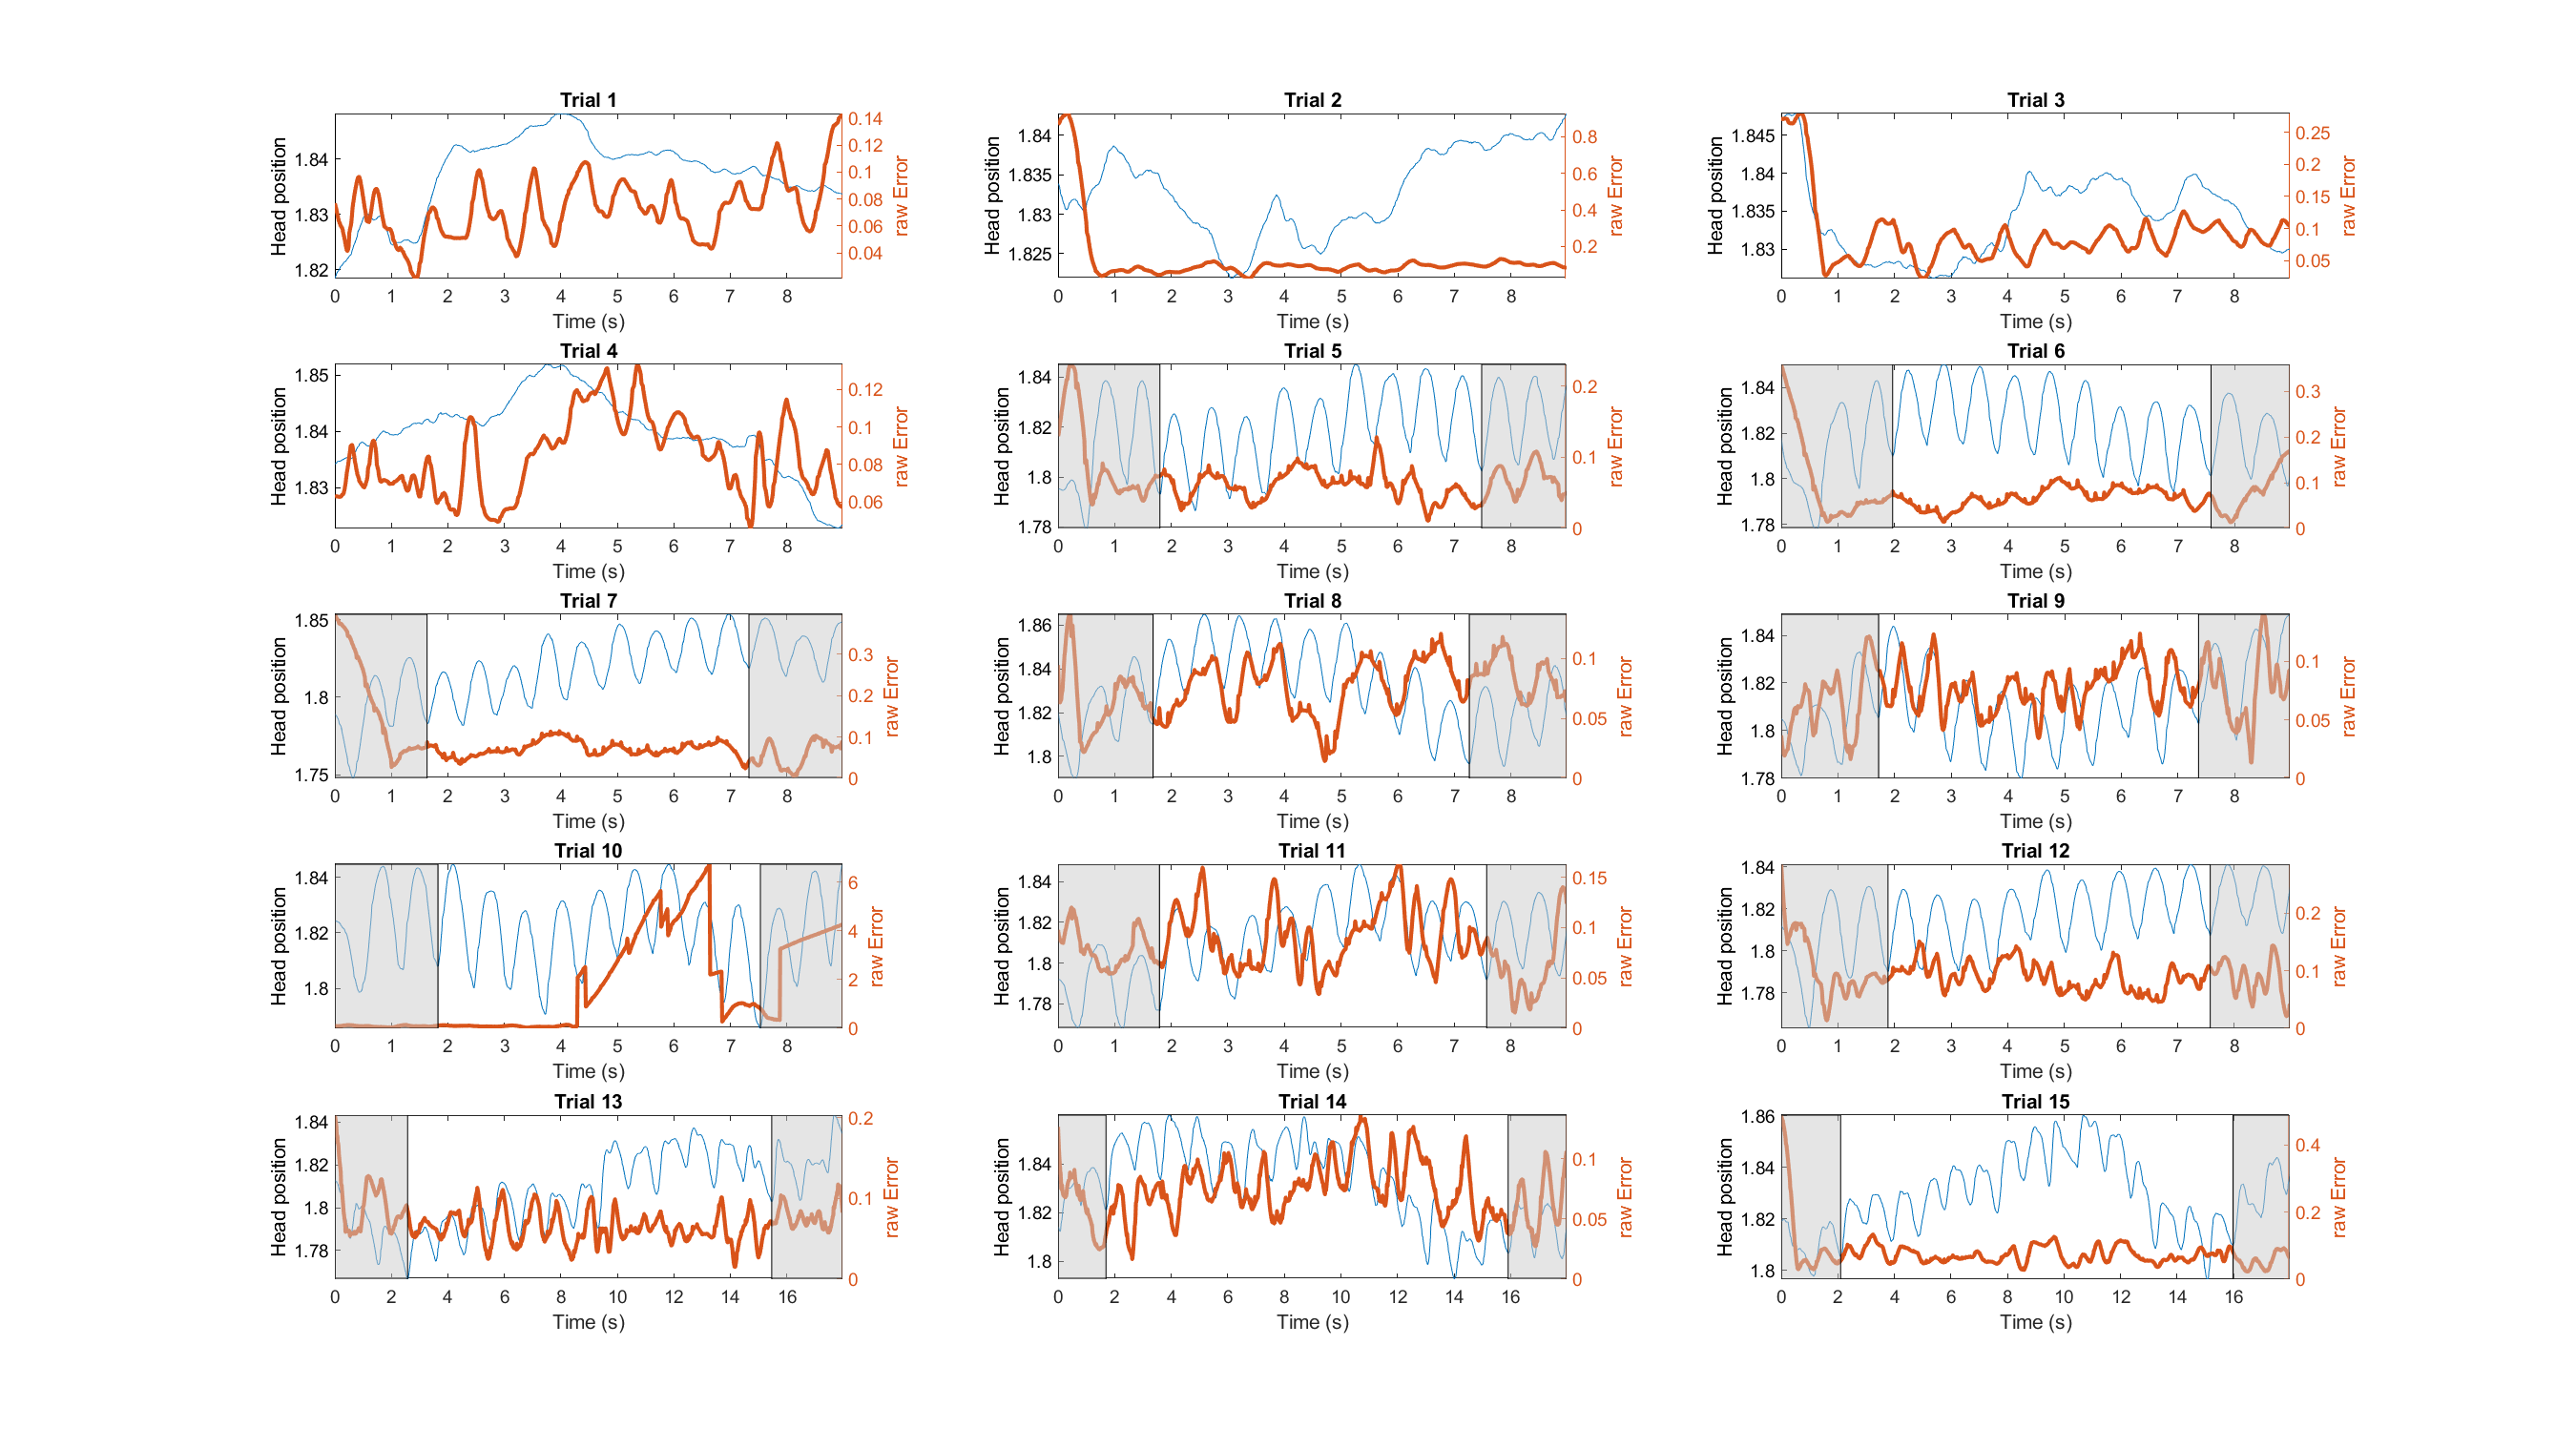 Trial 1
Trial 2
Trial 3
Head position
1.84
1.83
1.82
0.14
0.12
0.1
0.08
0.06
0.04
raw Error
0 1 2 3 4 5 6 7 8
Time (s)
Head position
1.84
1.835
1.83
1.825
0.8
0.6
0.4
0.2
raw Error
0 1 2 3 4 5 6 7 8
Time (s)
Head position
1.845
1.84
1.835
1.83
0.25
0.2
0.15
0.1
0.05
raw Error
0 1 2 3 4 5 6 7 8
Time (s)
Trial 4
Trial 5
Trial 6
Head position
1.85
1.84
1.83
0.12
0.1
0.08
0.06
raw Error
0 1 2 3 4 5 6 7 8
Time (s)
Head position
1.84
1.82
1.8
1.78
0.2
0.1
0
raw Error
0 1 2 3 4 5 6 7 8
Time (s)
Head position
1.84
1.82
1.8
1.78
0.3
0.2
0.1
0
raw Error
0 1 2 3 4 5 6 7 8
Time (s)
Trial 7
Trial 8
Trial 9
Head position
1.85
1.8
1.75
0.3
0.2
0.1
0
raw Error
0 1 2 3 4 5 6 7 8
Time (s)
Head position
1.86
1.84
1.82
1.8
0.1
0.05
0
raw Error
0 1 2 3 4 5 6 7 8
Time (s)
Head position
1.84
1.82
1.8
1.78
0.1
0.05
0
raw Error
0 1 2 3 4 5 6 7 8
Time (s)
Trial 10
Trial 11
Trial 12
Head position
1.84
1.82
1.8
6
4
2
0
raw Error
0 1 2 3 4 5 6 7 8
Time (s)
Head position
1.84
1.82
1.8
1.78
0.15
0.1
0.05
0
raw Error
0 1 2 3 4 5 6 7 8
Time (s)
Head position
1.84
1.82
1.8
1.78
0.2
0.1
0
raw Error
0 1 2 3 4 5 6 7 8
Time (s)
Trial 13
Trial 14
Trial 15
Head position
1.84
1.82
1.8
1.78
0.2
0.1
0
raw Error
0 2 4 6 8 10 12 14 16
Time (s)
Head position
1.84
1.82
1.8
0.1
0.05
0
raw Error
0 2 4 6 8 10 12 14 16
Time (s)
Head position
1.86
1.84
1.82
1.8
0.4
0.2
0
raw Error
0 2 4 6 8 10 12 14 16
Time (s)